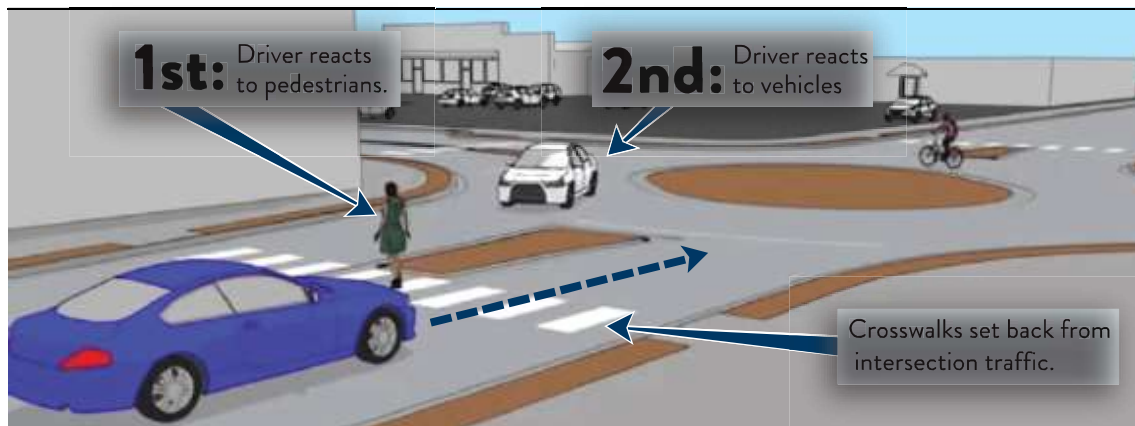 1st: Driver reacts
to pedestrians.
2nd: Driver reacts
to vehicles
Crosswalks set back from
intersection traffic.